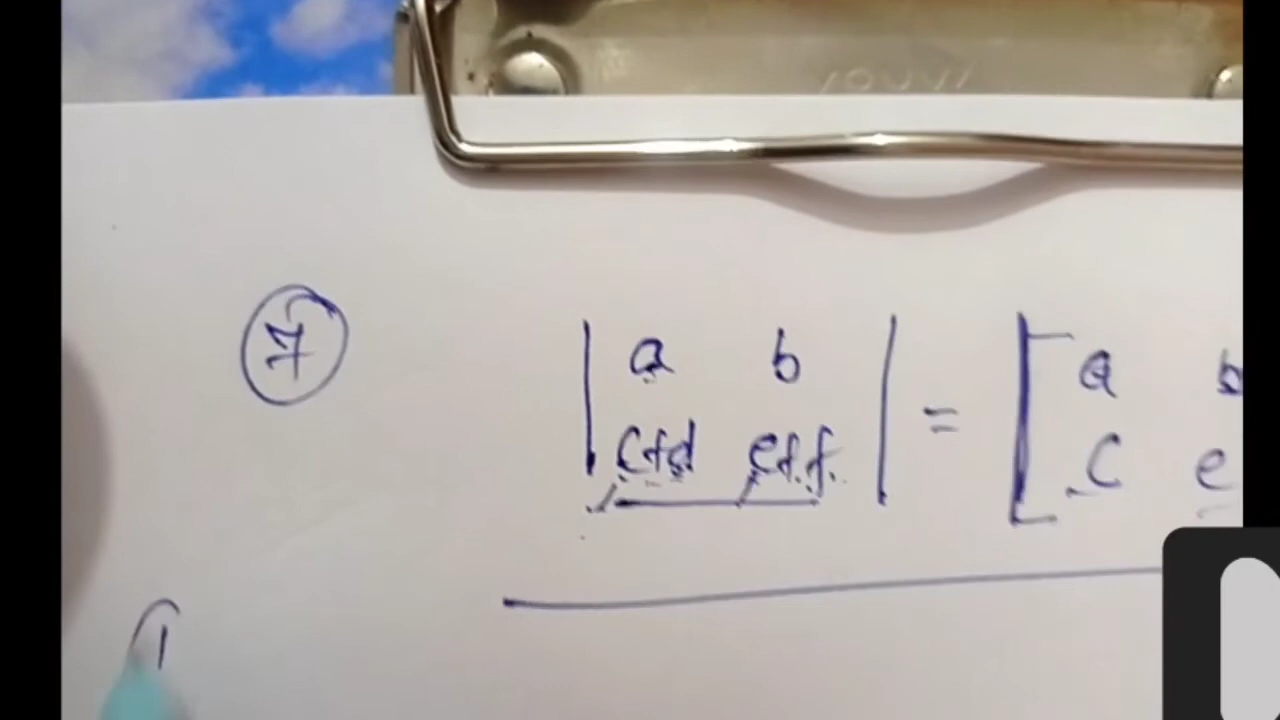 7
| a b | = [ a b
| c+d e+f | c e